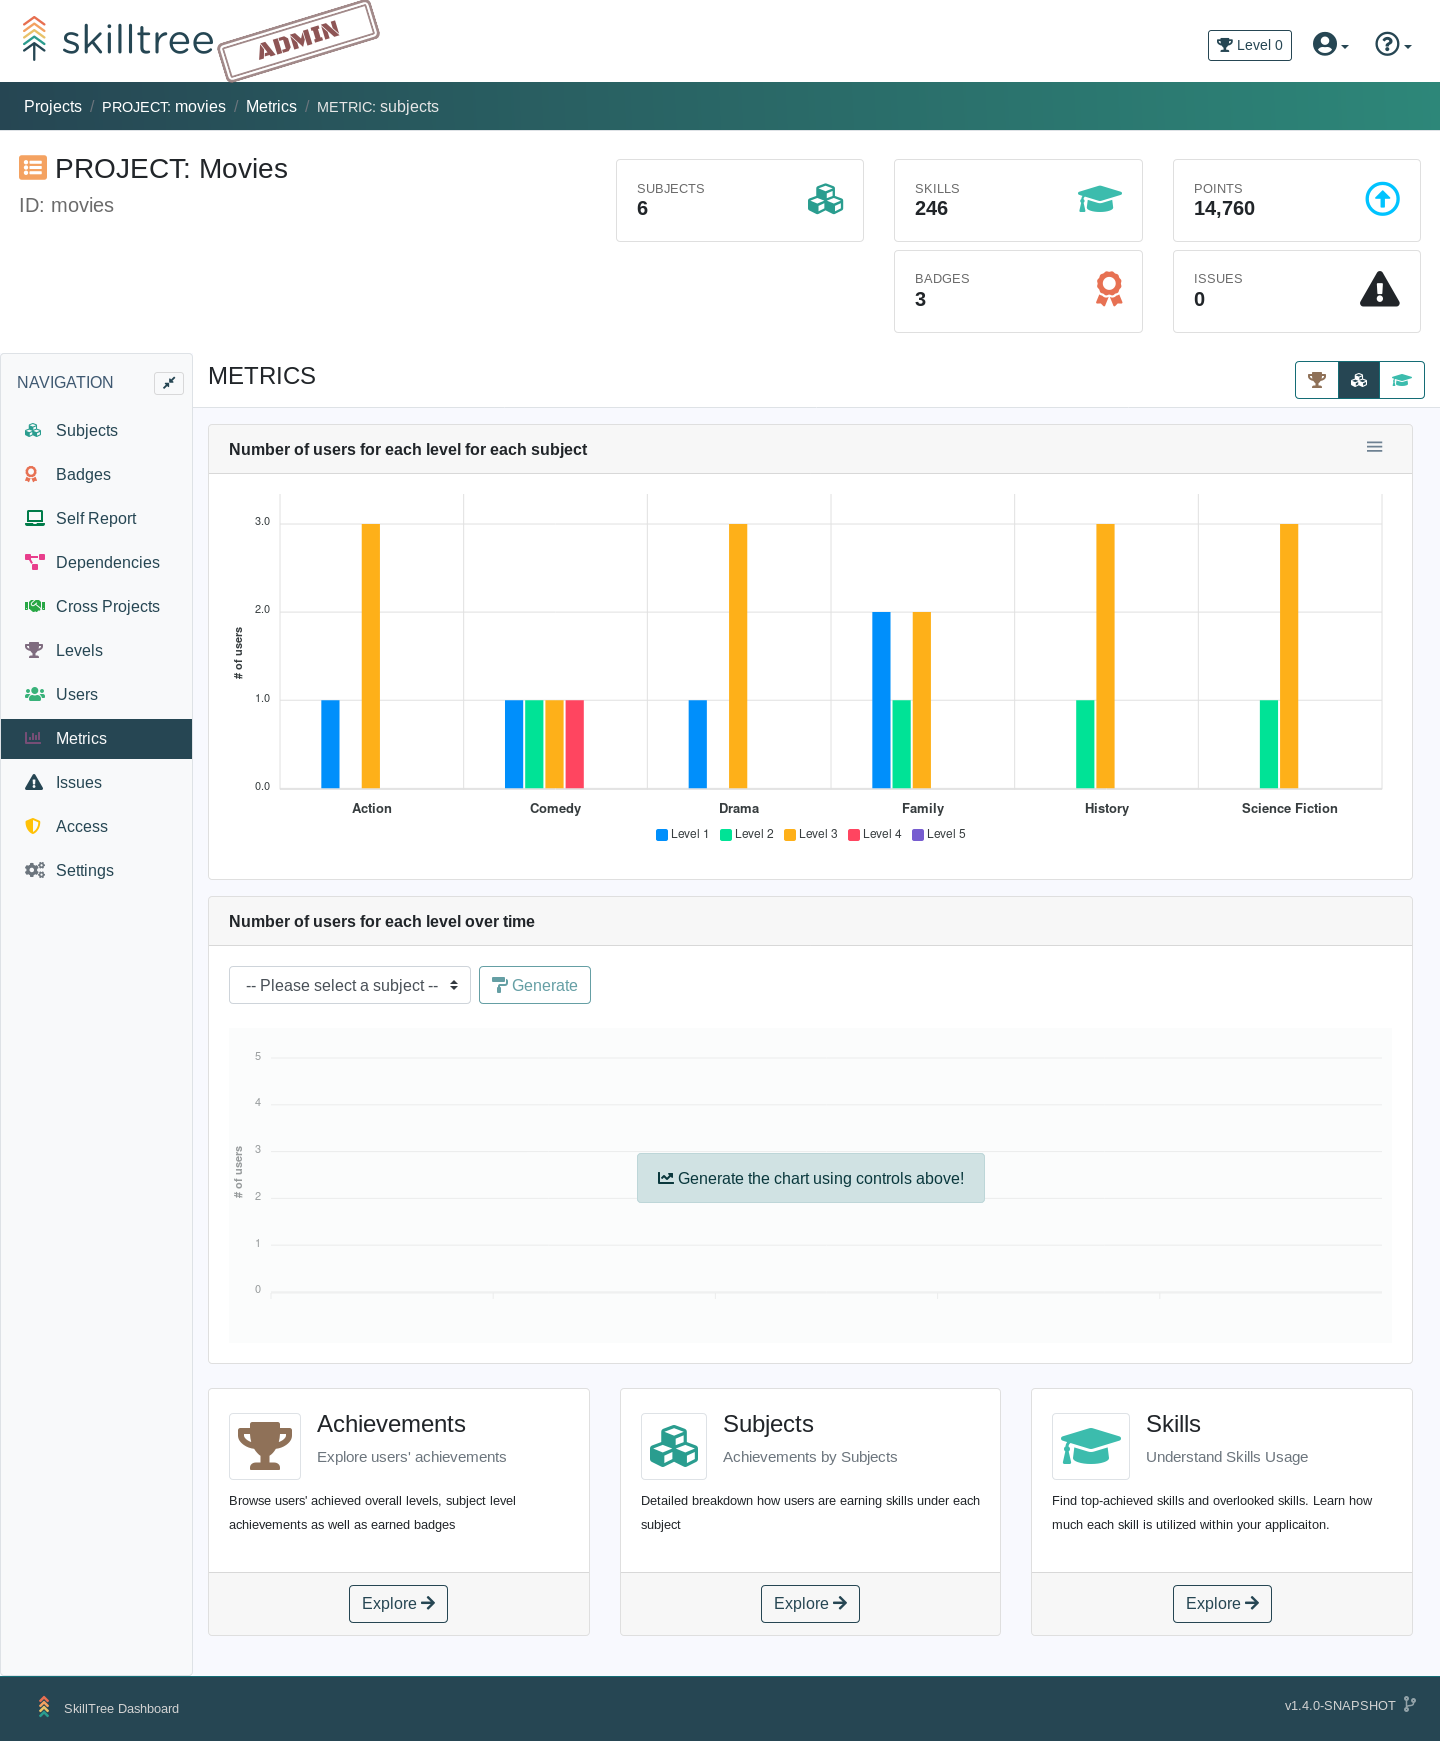 skilltree
ADMIN
Level 0
Projects / PROJECT: movies / Metrics / METRIC: subjects
PROJECT: Movies
ID: movies
SUBJECTS
6
SKILLS
246
POINTS
14,760
BADGES
3
ISSUES
0
NAVIGATION
Subjects
Badges
Self Report
Dependencies
Cross Projects
Levels
Users
Metrics
Issues
Access
Settings
METRICS
Number of users for each level for each subject
3.0
2.0
1.0
0.0
# of users
Action
Comedy
Drama
Family
History
Science Fiction
Level 1
Level 2
Level 3
Level 4
Level 5
Number of users for each level over time
-- Please select a subject --
Generate
5
4
3
2
1
0
# of users
Generate the chart using controls above!
Achievements
Explore users' achievements
Browse users' achieved overall levels, subject level
achievements as well as earned badges
Explore
Subjects
Achievements by Subjects
Detailed breakdown how users are earning skills under each
subject
Explore
Skills
Understand Skills Usage
Find top-achieved skills and overlooked skills. Learn how
much each skill is utilized within your applicaiton.
Explore
SkillTree Dashboard
v1.4.0-SNAPSHOT